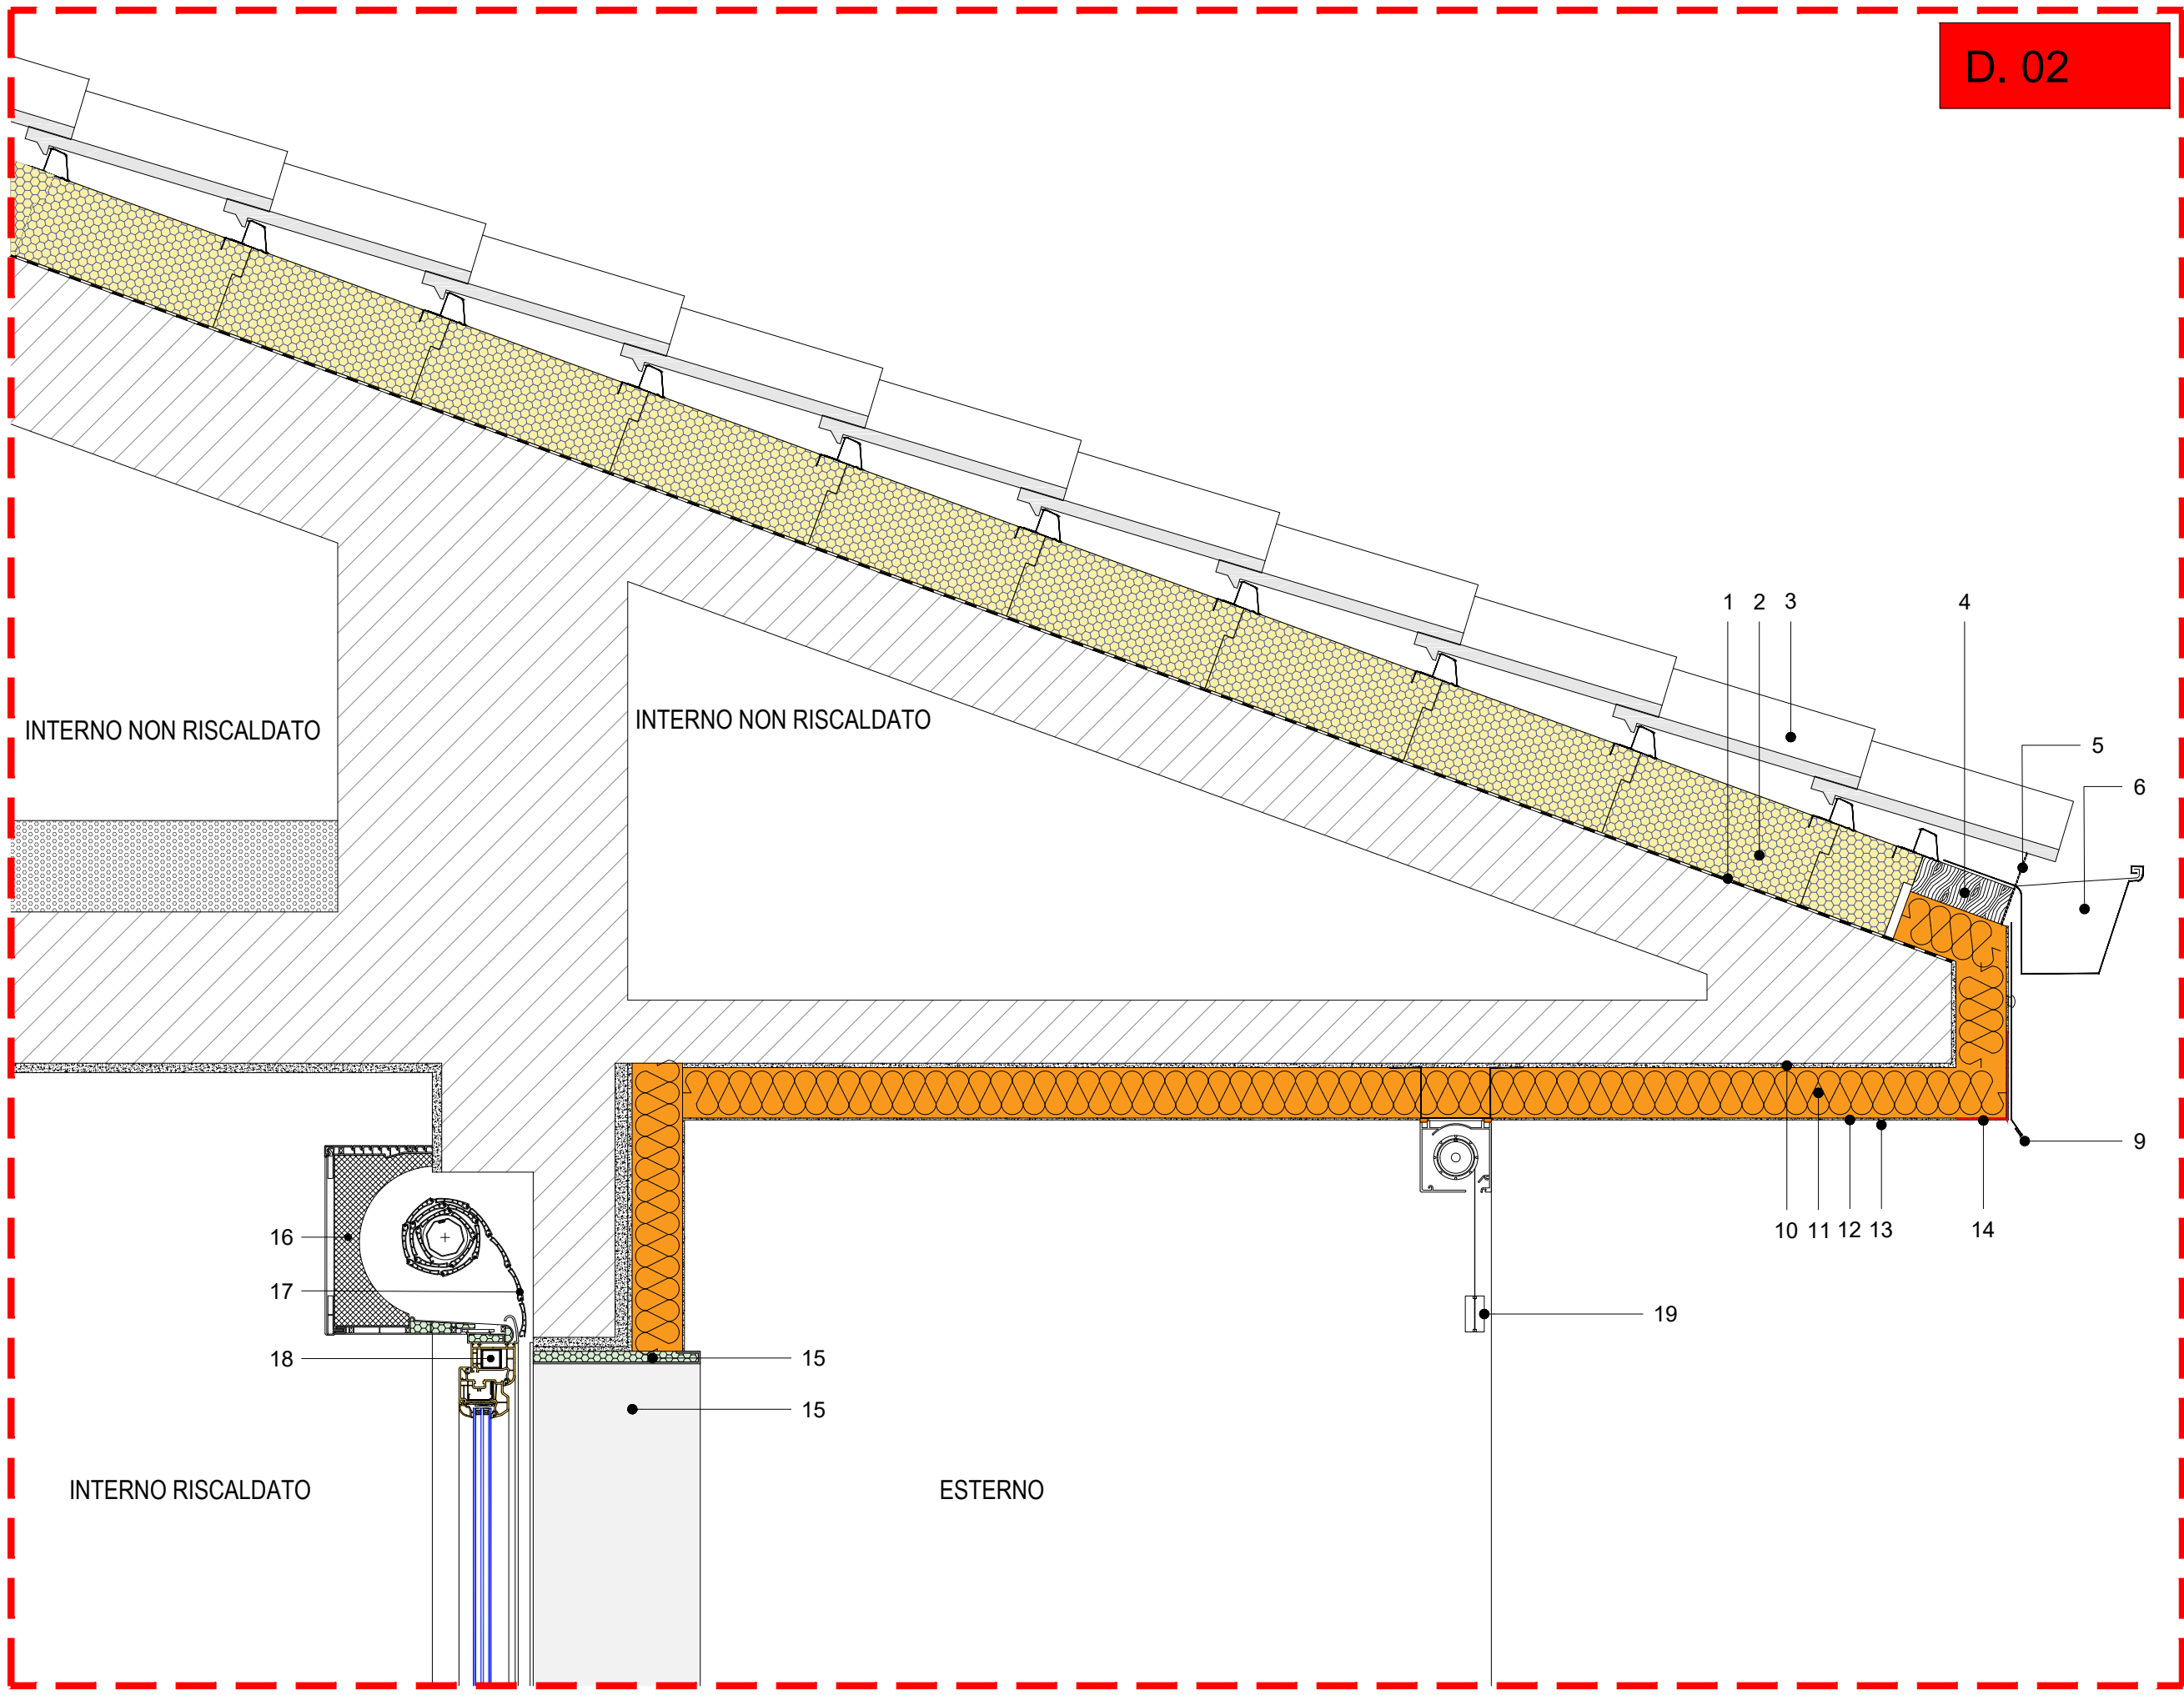 D. 02
1 2 3 4
INTERNO NON RISCALDATO
INTERNO NON RISCALDATO
5
6
9
10 11 12 13 14
16
17
19
18
15
15
INTERNO RISCALDATO
ESTERNO